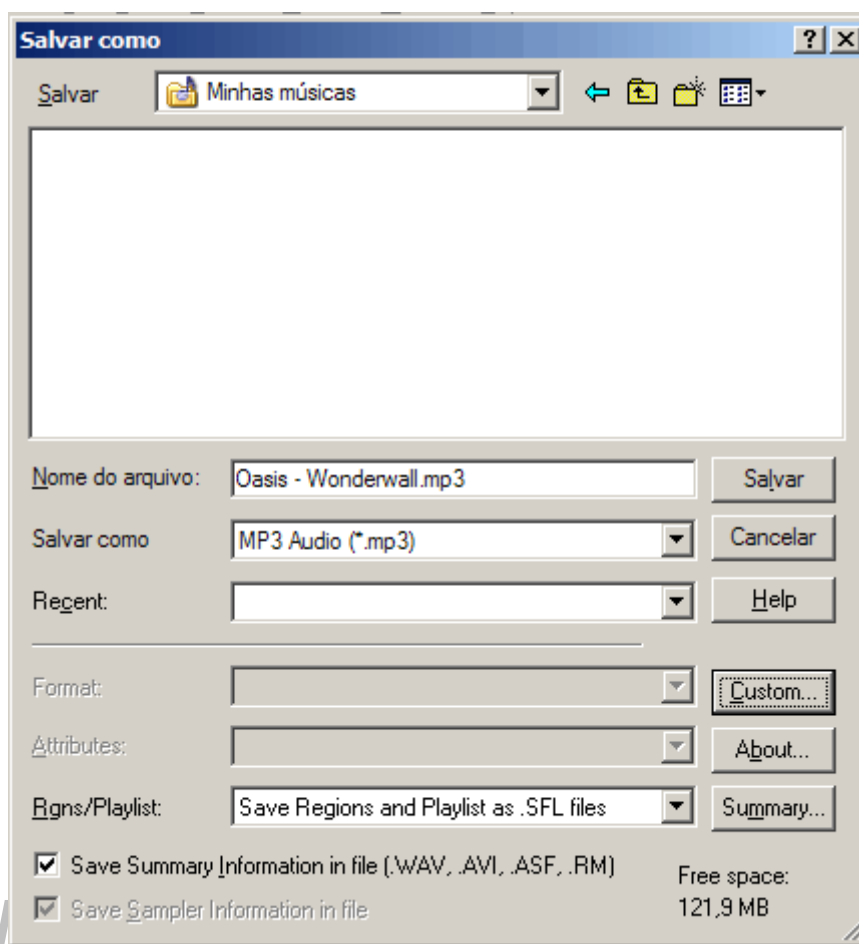 Salvar como
Salvar
Minhas músicas
Nome do arquivo:
Oasis - Wonderwall.mp3
Salvar
Salvar como
MP3 Audio (*.mp3)
Cancelar
Recent:
Help
Format:
Custom...
Attributes:
About...
Rgns/Playlist:
Save Regions and Playlist as .SFL files
Summary...
Save Summary Information in file (.WAV, .AVI, .ASF, .RM)
Free space:
Save Sampler Information in file
121,9 MB